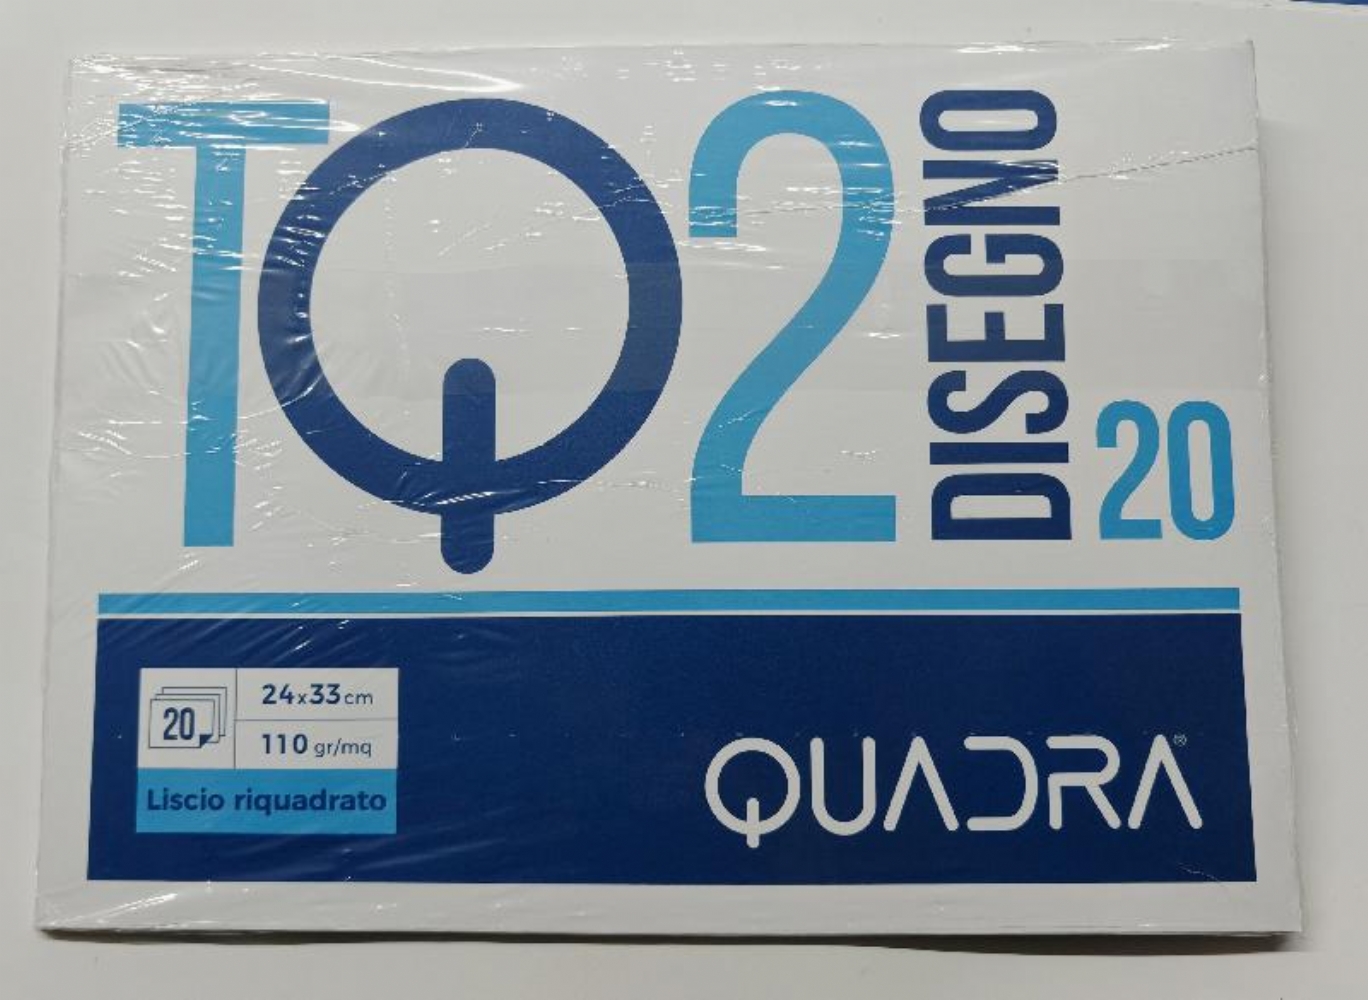 TQ2
DISEGNO
20
20
24x33cm
110 gr/mq
Liscio riquadrato
QUADRA®